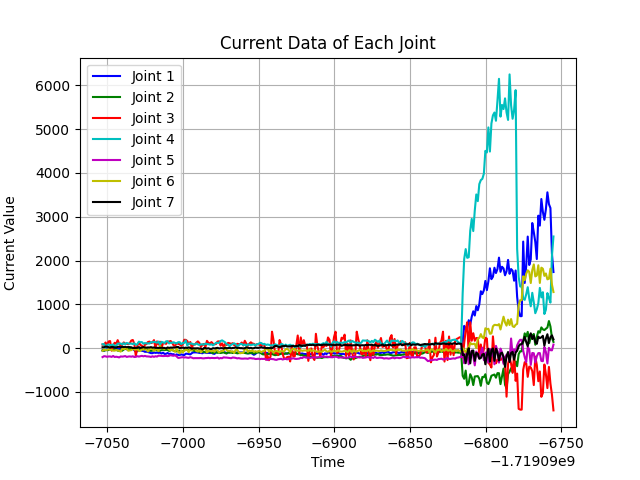 Current Data of Each Joint
Joint 1
Joint 2
Joint 3
Joint 4
Joint 5
Joint 6
Joint 7
Current Value
6000
5000
4000
3000
2000
1000
0
−1000
−7050 −7000 −6950 −6900 −6850 −6800 −6750
Time
−1.71909e9